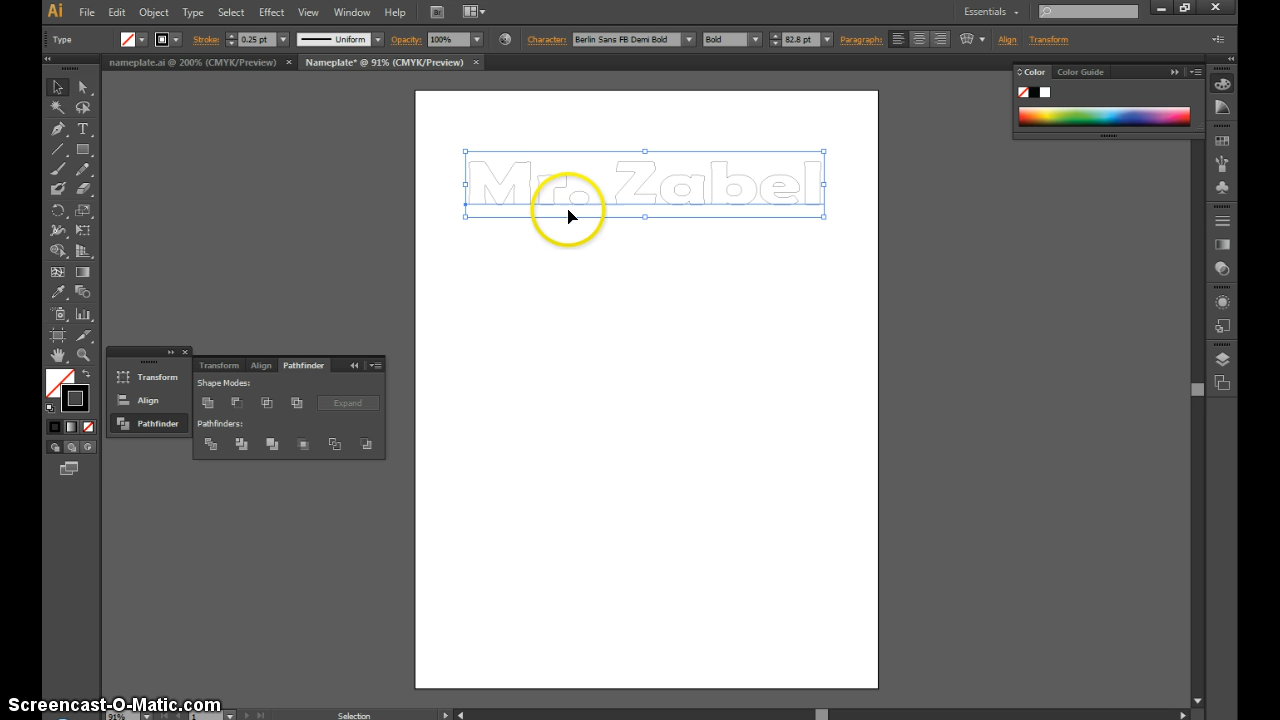 Ai File Edit Object Type Select Effect View Window Help Br Essentials
Type Stroke: 0.25 pt Uniform Opacity: 100% Character: Berlin Sans FB Demi Bold Bold 82.8 pt Paragraph: Align Transform
nameplate.ai @ 200% (CMYK/Preview) × Nameplate* @ 91% (CMYK/Preview) ×
Color Color Guide
Mr. Zabel
Transform
Align
Pathfinder
Transform Align Pathfinder
Shape Modes:
Expand
Pathfinders:
Screencast-O-Matic.com
91% 1 Selection